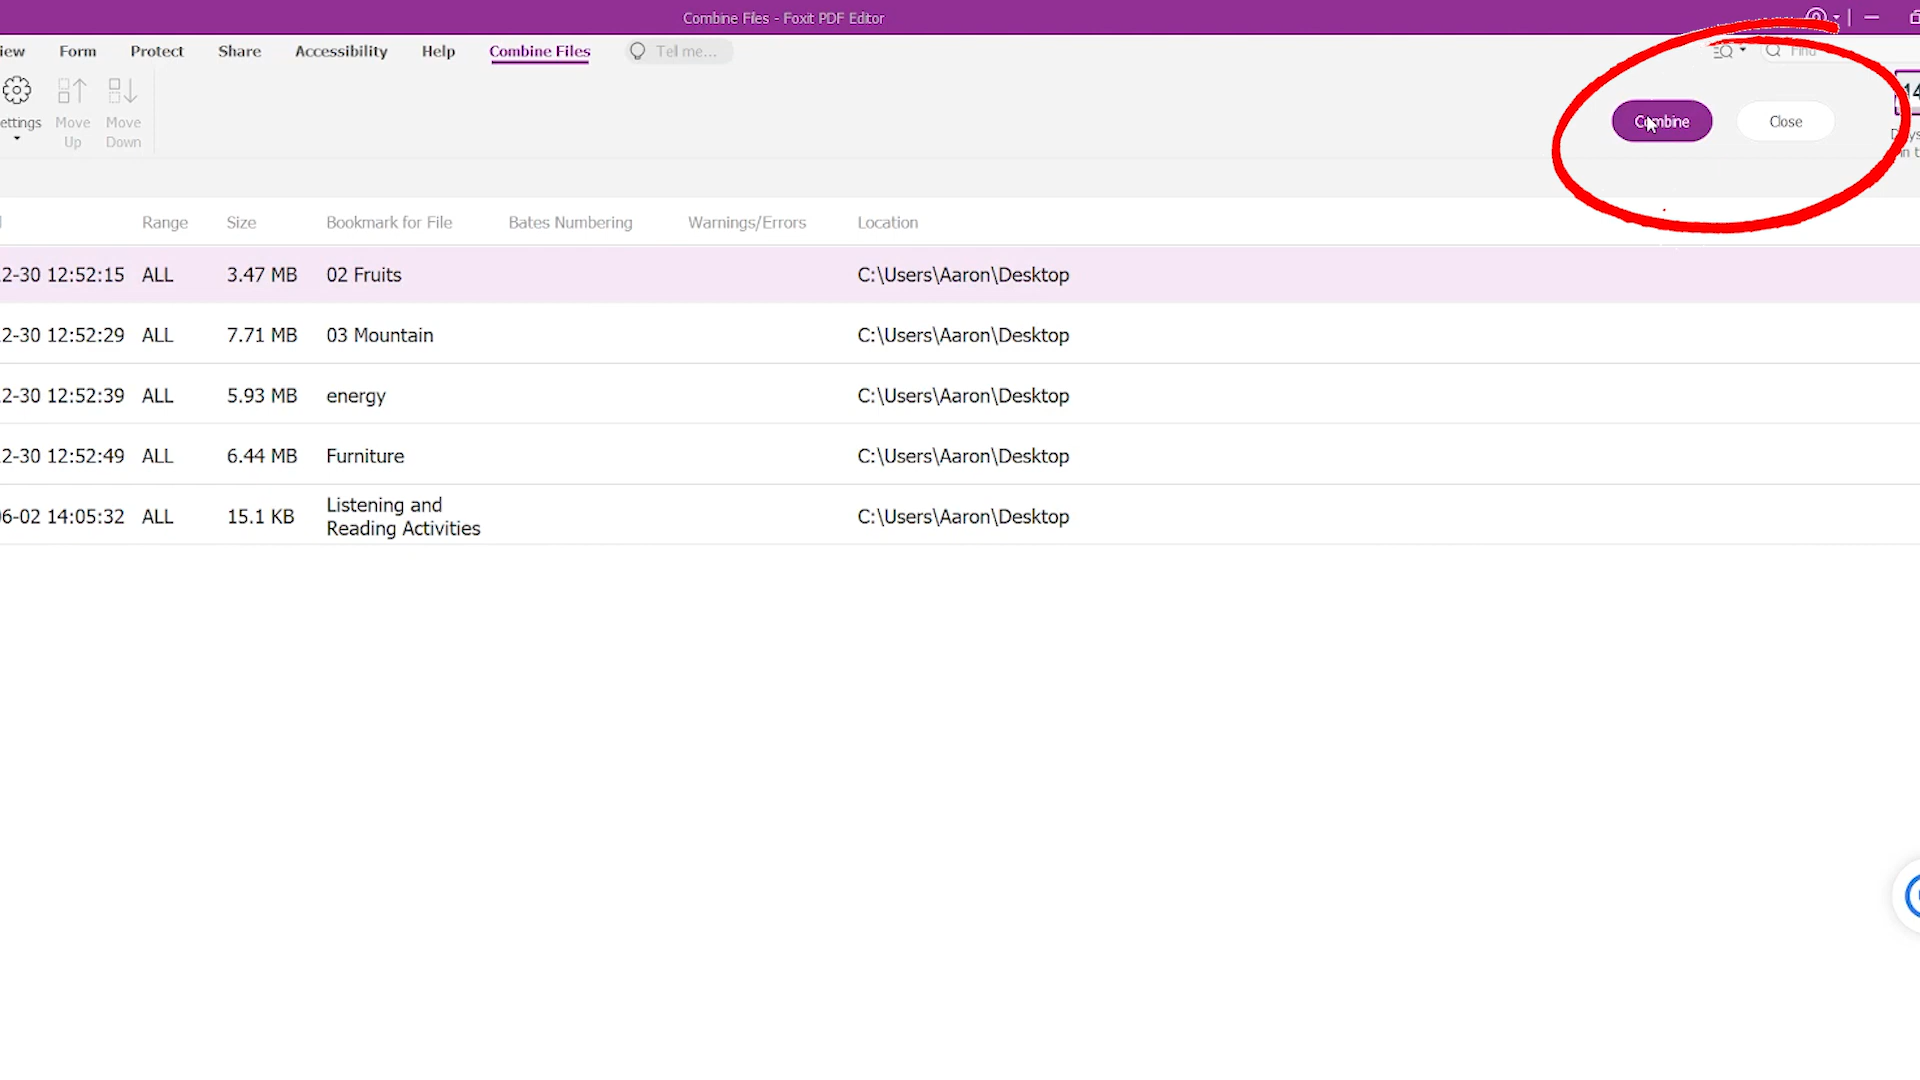 Combine Files - Foxit PDF Editor
Form Protect Share Accessibility Help Combine Files Tell me...
Find
Combine Close
Move Up
Move Down
Range Size Bookmark for File Bates Numbering Warnings/Errors Location
2-30 12:52:15 ALL 3.47 MB 02 Fruits C:\Users\Aaron\Desktop
2-30 12:52:29 ALL 7.71 MB 03 Mountain C:\Users\Aaron\Desktop
2-30 12:52:39 ALL 5.93 MB energy C:\Users\Aaron\Desktop
2-30 12:52:49 ALL 6.44 MB Furniture C:\Users\Aaron\Desktop
6-02 14:05:32 ALL 15.1 KB Listening and
Reading Activities C:\Users\Aaron\Desktop